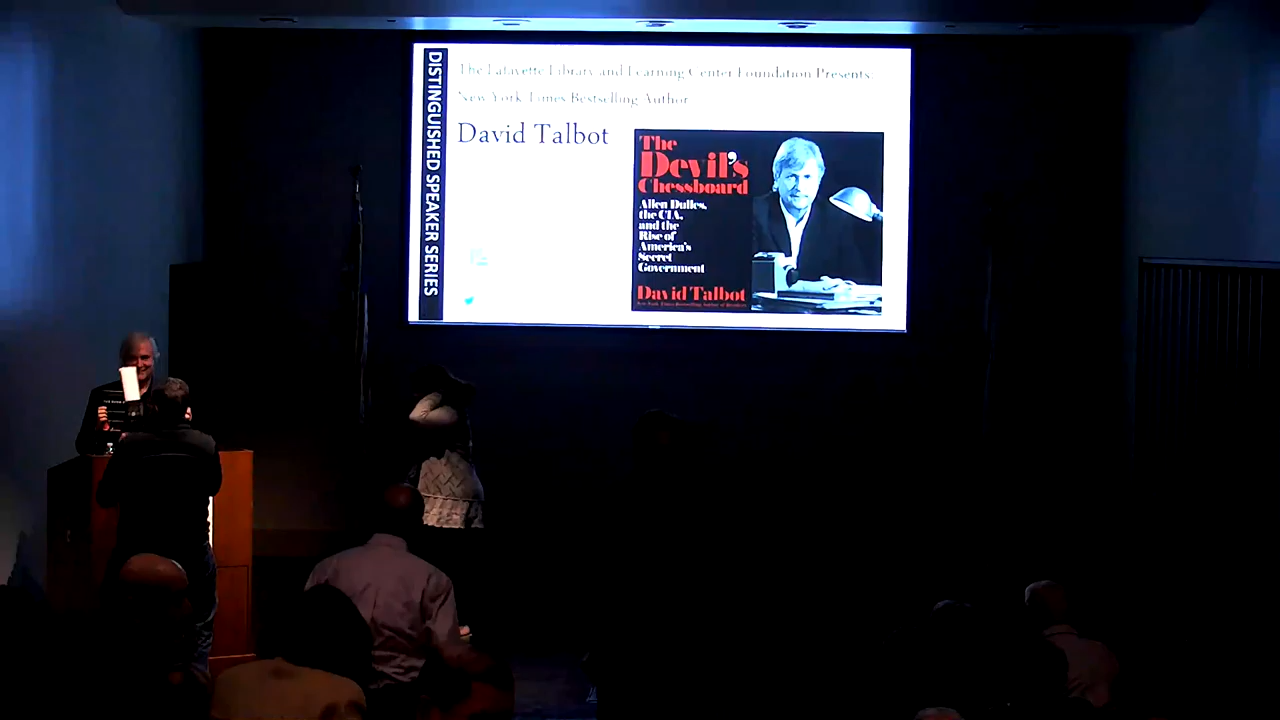 DISTINGUISHED SPEAKER SERIES
The Lafayette Library and Learning Center Foundation Presents:
New York Times Bestselling Author
David Talbot
The
Devil's
Chessboard
Allen Dulles,
the CIA,
and the
Rise of
America's
Secret
Government
David Talbot